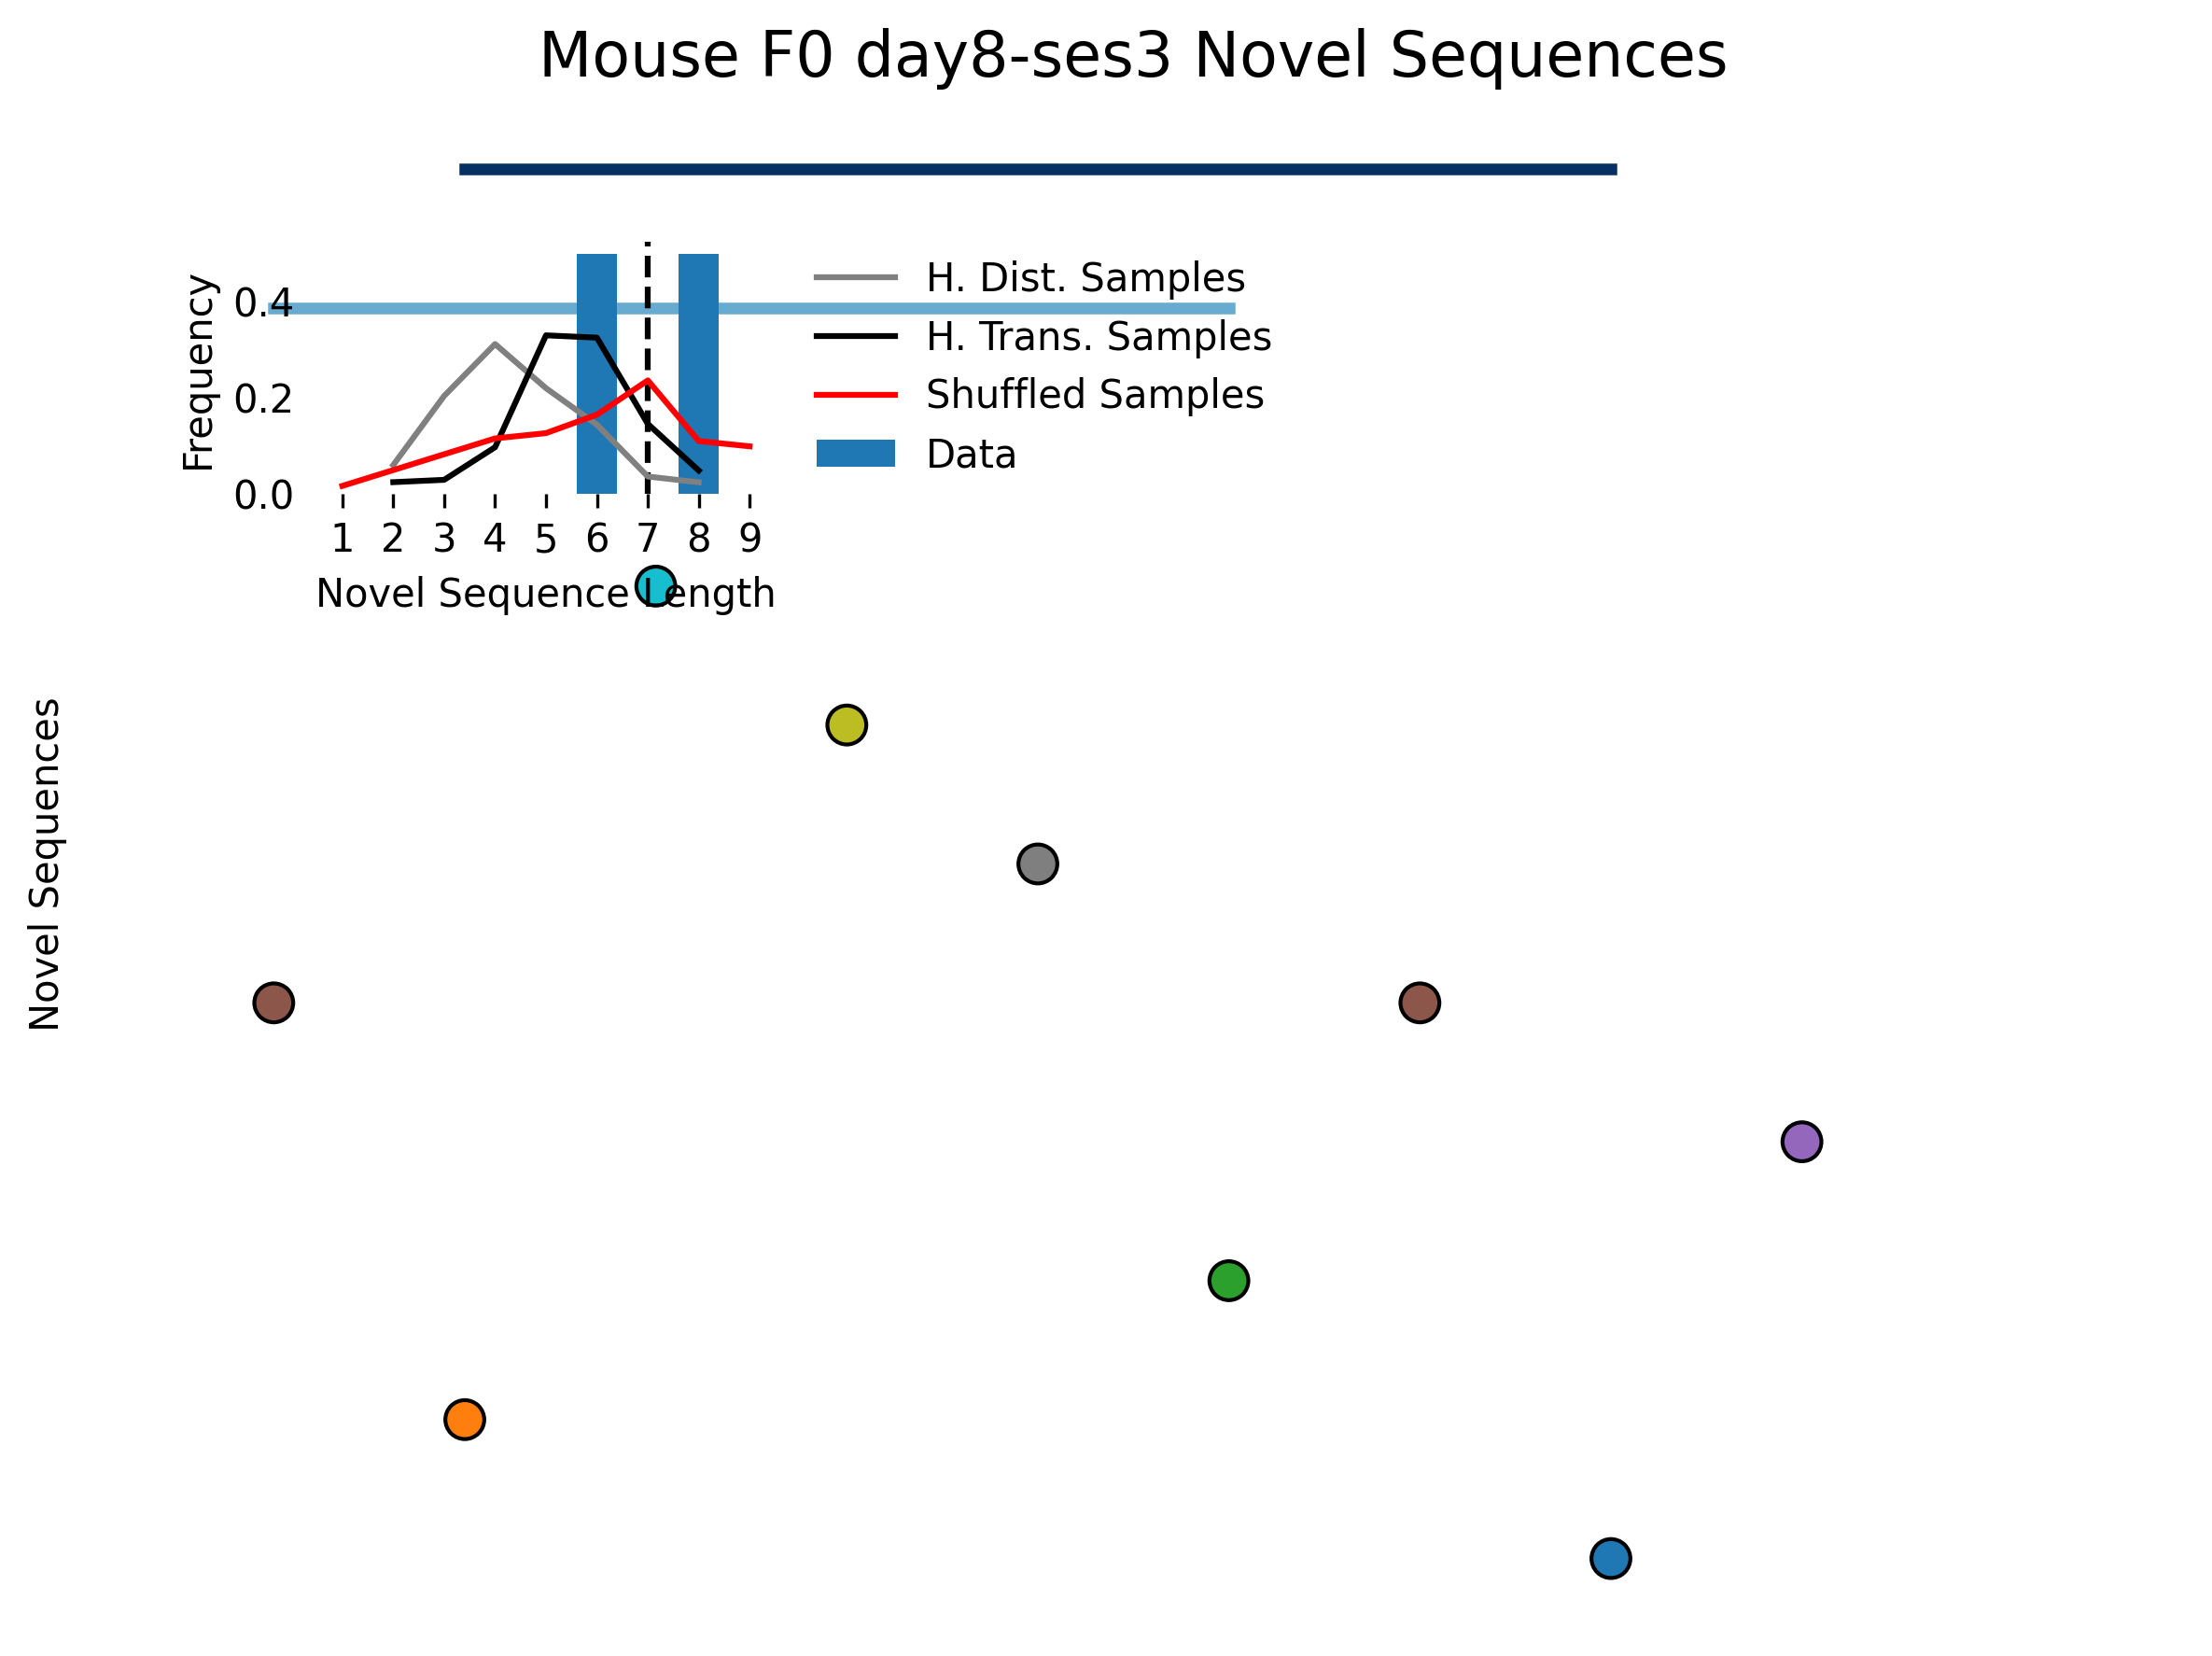 Mouse F0 day8-ses3 Novel Sequences
Frequency
0.4
0.2
0.0
1 2 3 4 5 6 7 8 9
Novel Sequence Length
H. Dist. Samples
H. Trans. Samples
Shuffled Samples
Data
Novel Sequences